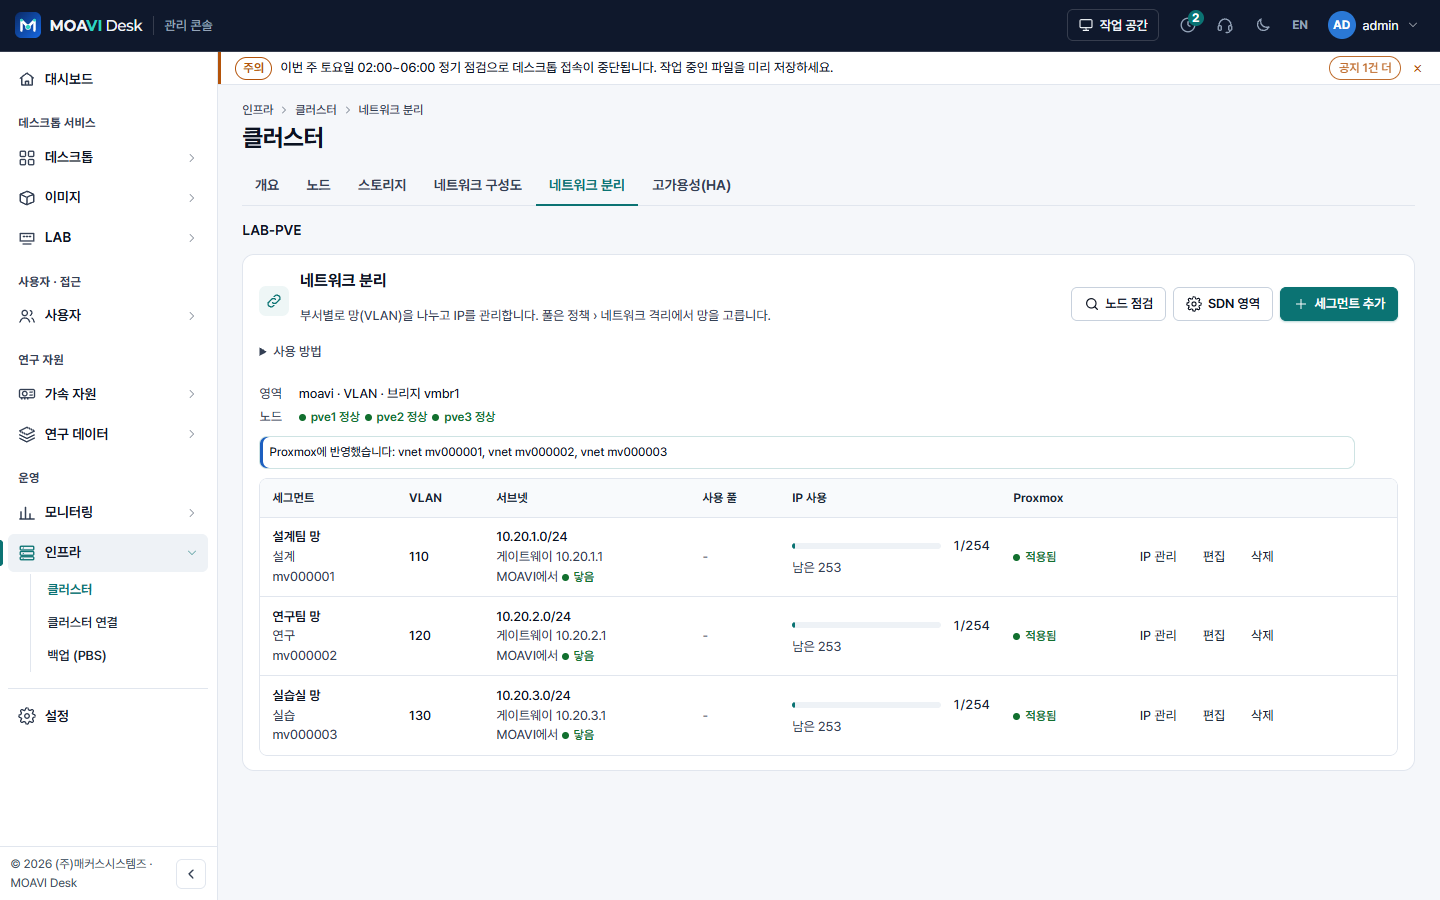 MOAVI Desk
관리 콘솔
작업 공간
2
EN
AD
admin
주의
이번 주 토요일 02:00~06:00 정기 점검으로 데스크톱 접속이 중단됩니다. 작업 중인 파일을 미리 저장하세요.
공지 1건 더
×
대시보드
데스크톱 서비스
데스크톱
이미지
LAB
사용자 · 접근
사용자
연구 자원
가속 자원
연구 데이터
운영
모니터링
인프라
클러스터
클러스터 연결
백업 (PBS)
설정
© 2026 (주)매커스시스템즈 ·
MOAVI Desk
인프라 > 클러스터 > 네트워크 분리
클러스터
개요 노드 스토리지 네트워크 구성도 네트워크 분리 고가용성(HA)
LAB-PVE
네트워크 분리
부서별로 망(VLAN)을 나누고 IP를 관리합니다. 풀은 정책 › 네트워크 격리에서 망을 고릅니다.
노드 점검
SDN 영역
세그먼트 추가
사용 방법
영역 moavi · VLAN · 브리지 vmbr1
노드 pve1 정상 pve2 정상 pve3 정상
Proxmox에 반영했습니다: vnet mv000001, vnet mv000002, vnet mv000003
세그먼트 VLAN 서브넷 사용 풀 IP 사용 Proxmox
설계팀 망
설계
mv000001
110
10.20.1.0/24
게이트웨이 10.20.1.1
MOAVI에서 닿음
-
1/254
남은 253
적용됨
IP 관리 편집 삭제
연구팀 망
연구
mv000002
120
10.20.2.0/24
게이트웨이 10.20.2.1
MOAVI에서 닿음
-
1/254
남은 253
적용됨
IP 관리 편집 삭제
실습실 망
실습
mv000003
130
10.20.3.0/24
게이트웨이 10.20.3.1
MOAVI에서 닿음
-
1/254
남은 253
적용됨
IP 관리 편집 삭제